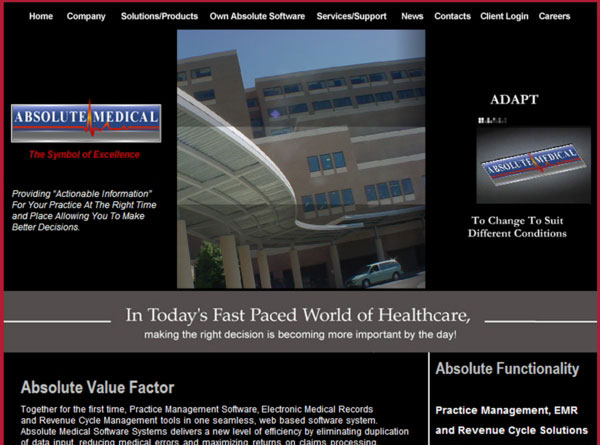 Home Company Solutions/Products Own Absolute Software Services/Support News Contacts Client Login Careers
ABSOLUTE MEDICAL
The Symbol of Excellence
Providing "Actionable Information"
For Your Practice At The Right Time
and Place Allowing You To Make
Better Decisions.
ADAPT
ABSOLUTE MEDICAL
To Change To Suit
Different Conditions
In Today's Fast Paced World of Healthcare,
making the right decision is becoming more important by the day!
Absolute Value Factor
Together for the first time, Practice Management Software, Electronic Medical Records
and Revenue Cycle Management tools in one seamless, web based software system.
Absolute Medical Software Systems delivers a new level of efficiency by eliminating duplication
of data input, reducing medical errors and maximizing returns on claims processing.
Absolute Functionality
Practice Management, EMR
and Revenue Cycle Solutions